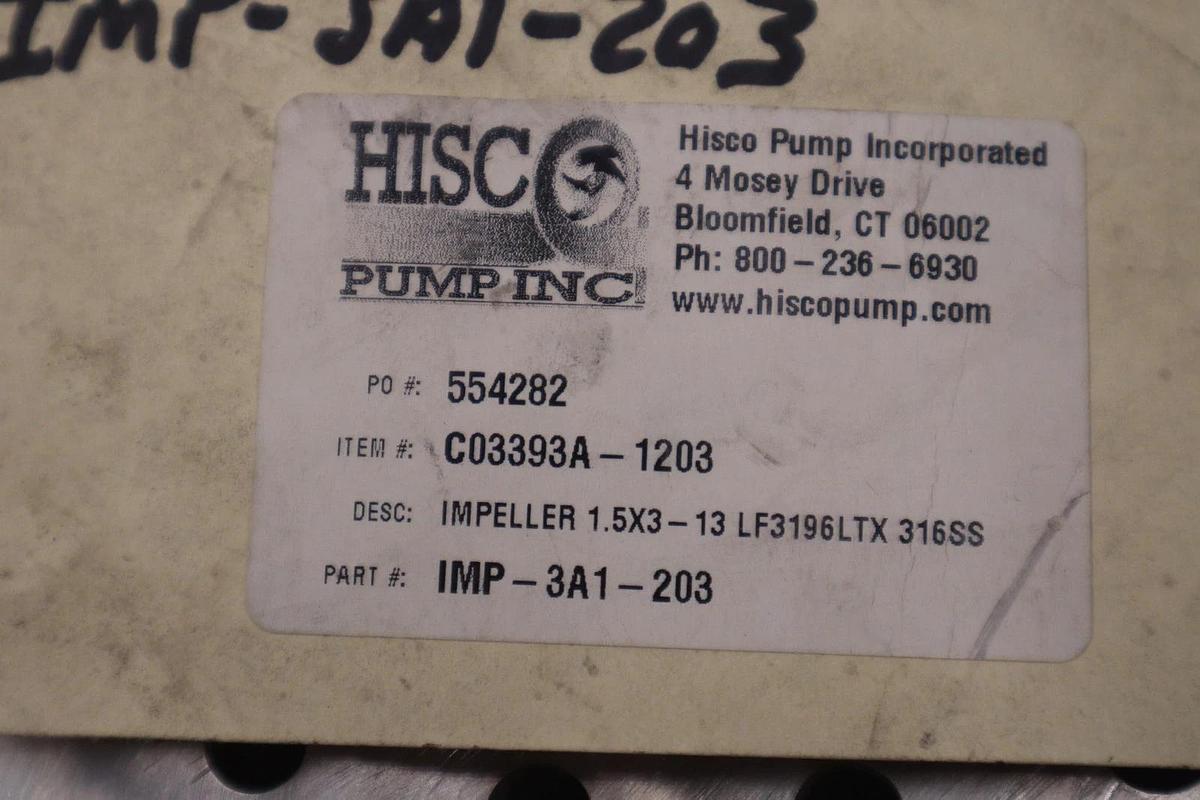 IMP-3A1-203
HISCO
PUMP INC
Hisco Pump Incorporated
4 Mosey Drive
Bloomfield, CT 06002
Ph: 800-236-6930
www.hiscopump.com
PO #: 554282
ITEM #: C03393A-1203
DESC: IMPELLER 1.5X3-13 LF3196LTX 316SS
PART #: IMP-3A1-203